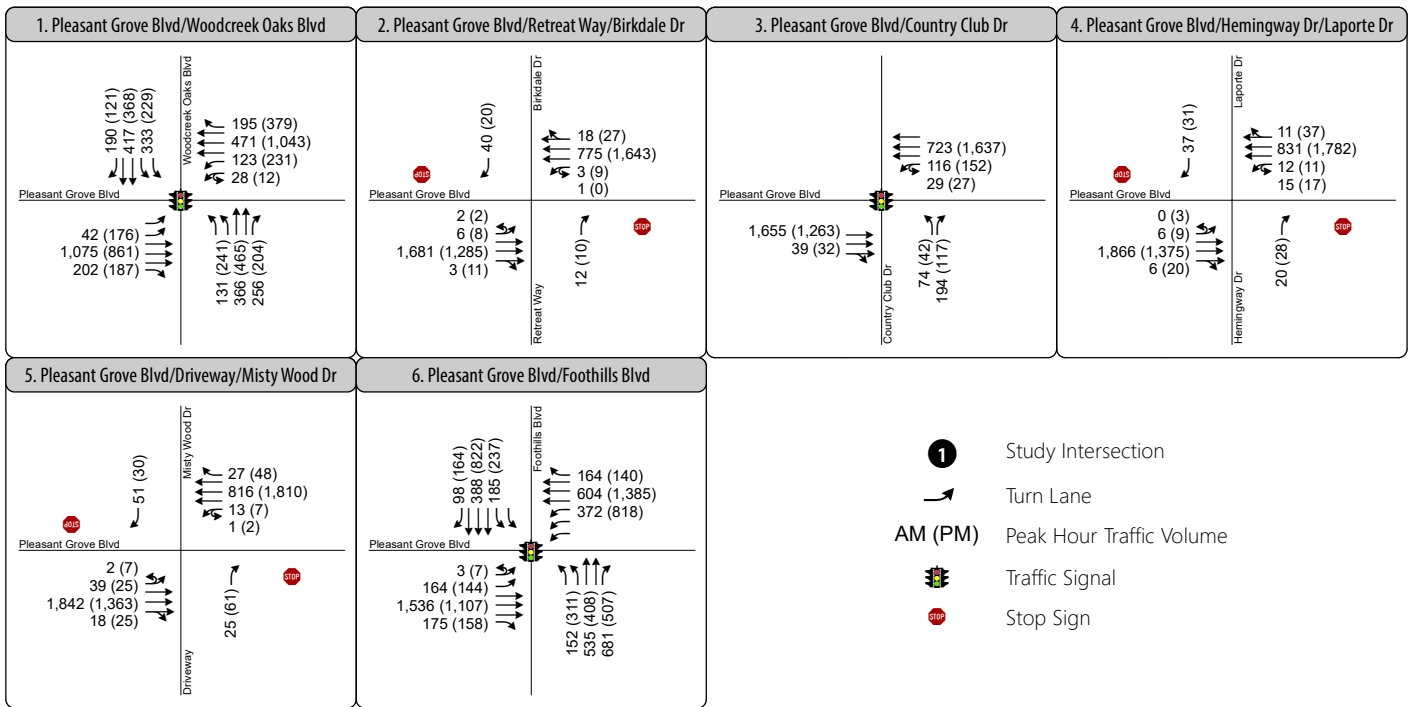 1. Pleasant Grove Blvd/Woodcreek Oaks Blvd
Woodcreek Oaks Blvd
190 (121)
417 (368)
333 (229)
195 (379)
471 (1,043)
123 (231)
28 (12)
Pleasant Grove Blvd
42 (176)
1,075 (861)
202 (187)
131 (241)
366 (465)
256 (204)
2. Pleasant Grove Blvd/Retreat Way/Birkdale Dr
Birkdale Dr
40 (20)
18 (27)
775 (1,643)
3 (9)
1 (0)
STOP
Pleasant Grove Blvd
2 (2)
6 (8)
1,681 (1,285)
3 (11)
12 (10)
STOP
Retreat Way
3. Pleasant Grove Blvd/Country Club Dr
723 (1,637)
116 (152)
29 (27)
Pleasant Grove Blvd
1,655 (1,263)
39 (32)
74 (42)
194 (117)
Country Club Dr
4. Pleasant Grove Blvd/Hemingway Dr/Laporte Dr
Laporte Dr
37 (31)
11 (37)
831 (1,782)
12 (11)
15 (17)
STOP
Pleasant Grove Blvd
0 (3)
6 (9)
1,866 (1,375)
6 (20)
20 (28)
STOP
Hemingway Dr
5. Pleasant Grove Blvd/Driveway/Misty Wood Dr
Misty Wood Dr
51 (30)
27 (48)
816 (1,810)
13 (7)
1 (2)
STOP
Pleasant Grove Blvd
2 (7)
39 (25)
1,842 (1,363)
18 (25)
25 (61)
STOP
Driveway
6. Pleasant Grove Blvd/Foothills Blvd
Foothills Blvd
98 (164)
388 (822)
185 (237)
164 (140)
604 (1,385)
372 (818)
Pleasant Grove Blvd
3 (7)
164 (144)
1,536 (1,107)
175 (158)
152 (311)
535 (408)
681 (507)
1 Study Intersection
Turn Lane
AM (PM) Peak Hour Traffic Volume
Traffic Signal
STOP Stop Sign